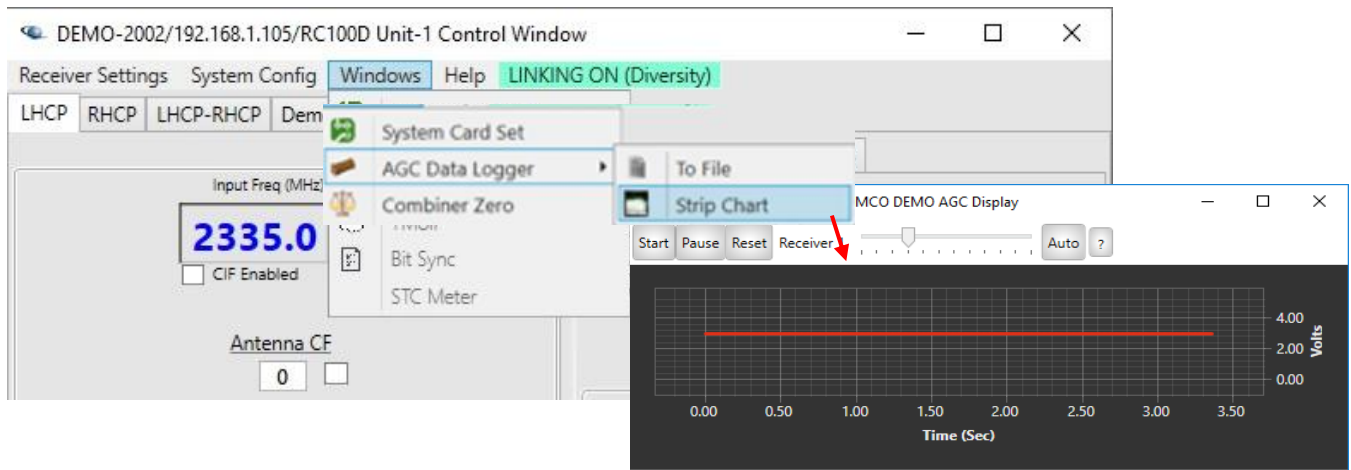 DEMO-2002/192.168.1.105/RC100D Unit-1 Control Window
Receiver Settings System Config Windows Help LINKING ON (Diversity)
LHCP RHCP LHCP-RHCP Dem
System Card Set
AGC Data Logger
To File
Combiner Zero
Strip Chart
Bit Sync
STC Meter
Input Freq (MHz)
2335.0
CIF Enabled
Antenna CF
0
MCO DEMO AGC Display
Start Pause Reset Receiver Auto ?
4.00
2.00
0.00
Volts
0.00 0.50 1.00 1.50 2.00 2.50 3.00 3.50
Time (Sec)